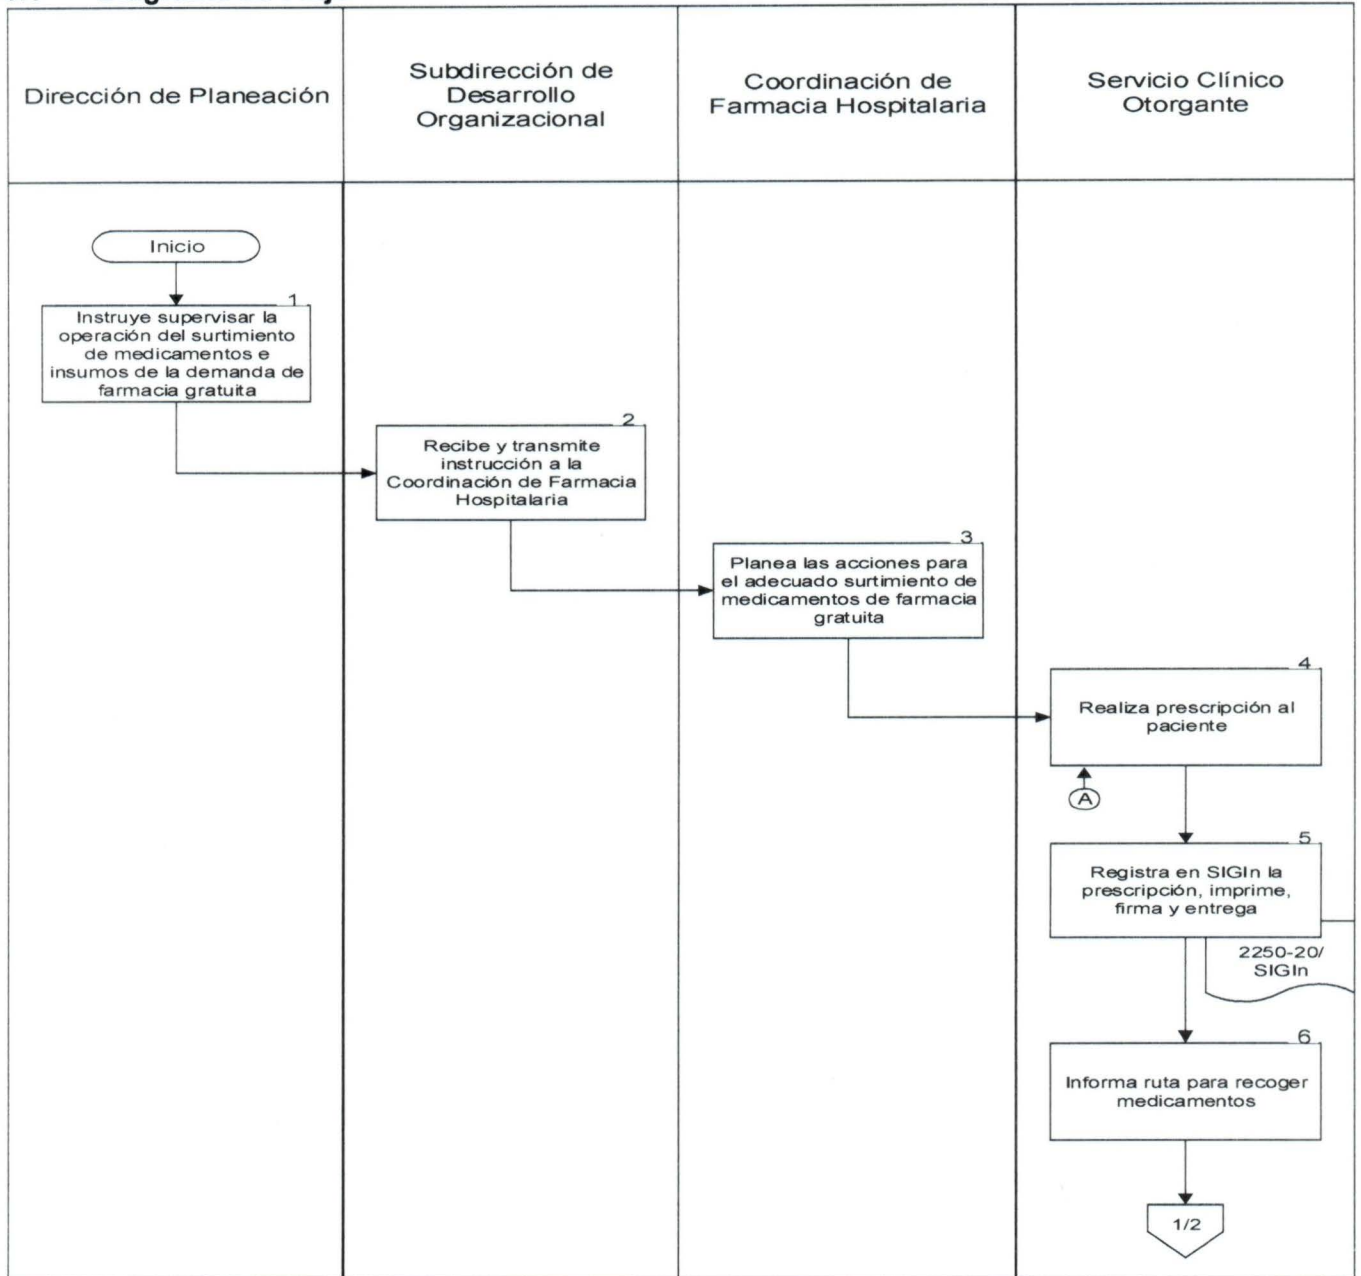 Dirección de Planeación
Subdirección de
Desarrollo
Organizacional
Coordinación de
Farmacia Hospitalaria
Servicio Clínico
Otorgante
Inicio
1
Instruye supervisar la
operación del surtimiento
de medicamentos e
insumos de la demanda de
farmacia gratuita
2
Recibe y transmite
instrucción a la
Coordinación de Farmacia
Hospitalaria
3
Planea las acciones para
el adecuado surtimiento de
medicamentos de farmacia
gratuita
4
Realiza prescripción al
paciente
A
5
Registra en SIGIn la
prescripción, imprime,
firma y entrega
2250-20/
SIGIn
6
Informa ruta para recoger
medicamentos
1/2